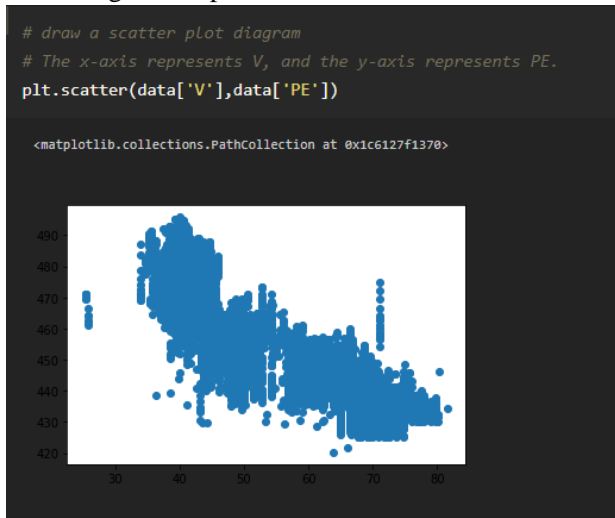 # draw a scatter plot diagram
# The x-axis represents V, and the y-axis represents PE.
plt.scatter(data['V'],data['PE'])
<matplotlib.collections.PathCollection at 0x1c6127f1370>
490
480
470
460
450
440
430
420
30 40 50 60 70 80